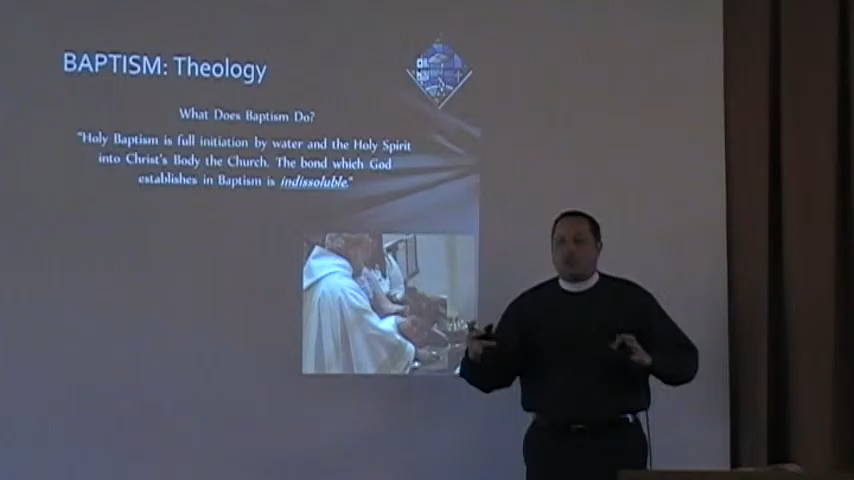 BAPTISM: Theology
What Does Baptism Do?
"Holy Baptism is full initiation by water and the Holy Spirit
into Christ's Body the Church. The bond which God
establishes in Baptism is indissoluble."